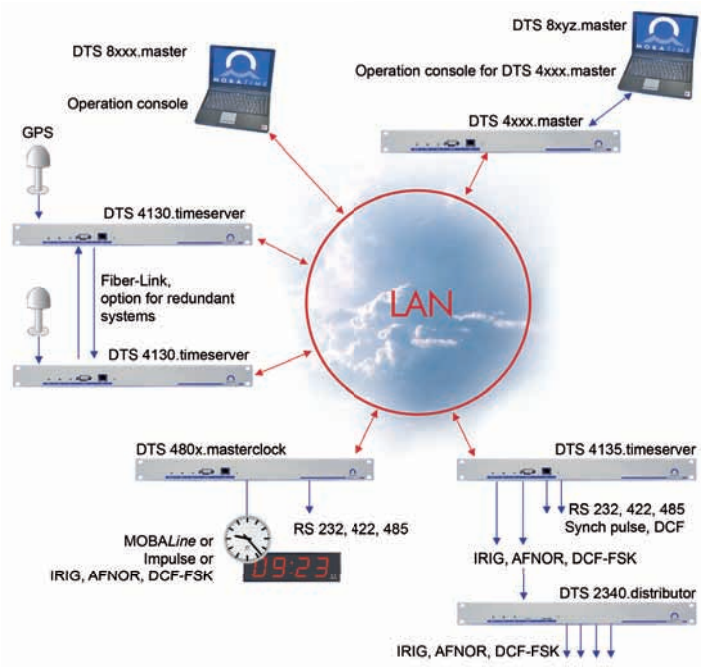 DTS 8xxx.master
MOBATIME
Operation console
DTS 8xyz.master
MOBATIME
Operation console for DTS 4xxx.master
DTS 4xxx.master
GPS
DTS 4130.timeserver
Fiber-Link,
option for redundant
systems
DTS 4130.timeserver
LAN
DTS 480x.masterclock
RS 232, 422, 485
MOBALine or
Impulse or
IRIG, AFNOR, DCF-FSK
09:23
DTS 4135.timeserver
RS 232, 422, 485
Synch pulse, DCF
IRIG, AFNOR, DCF-FSK
DTS 2340.distributor
IRIG, AFNOR, DCF-FSK